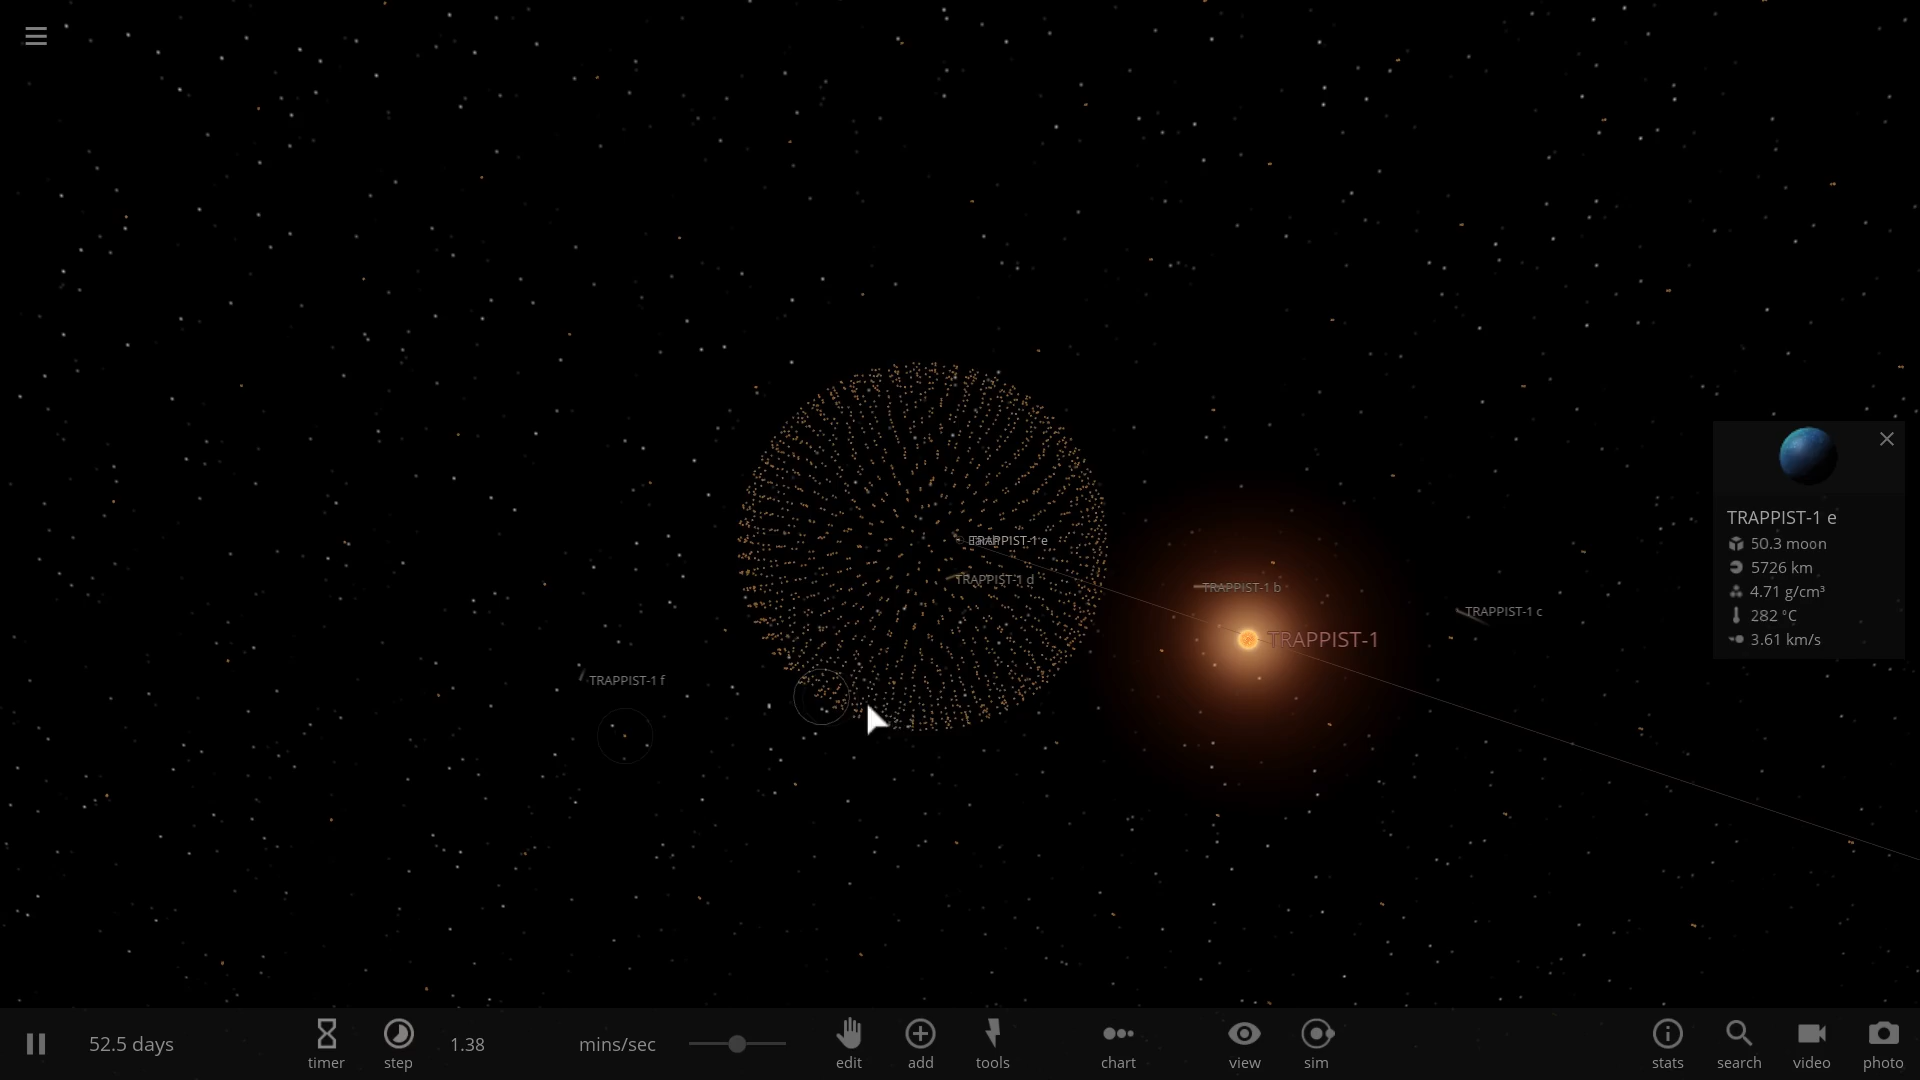 TRAPPIST-1 e
TRAPPIST-1 d
TRAPPIST-1 b
TRAPPIST-1 c
TRAPPIST-1
TRAPPIST-1 f
TRAPPIST-1 e
50.3 moon
5726 km
4.71 g/cm³
282 °C
3.61 km/s
52.5 days
timer
step
1.38
mins/sec
edit
add
tools
chart
view
sim
stats
search
video
photo